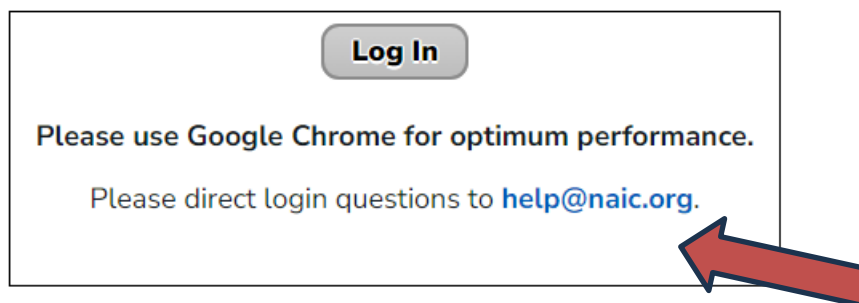 Log In
Please use Google Chrome for optimum performance.
Please direct login questions to help@naic.org.